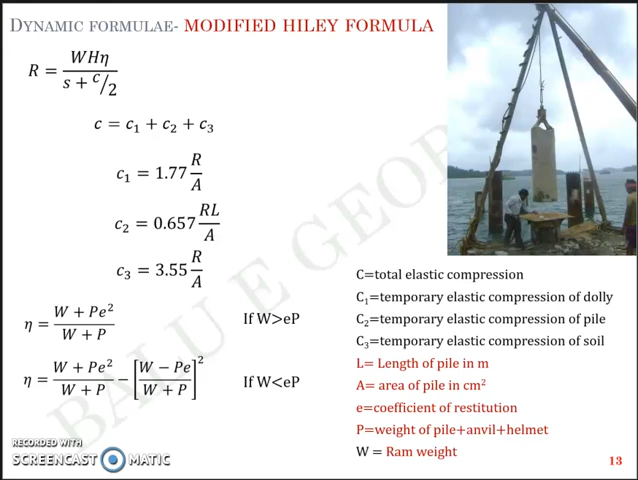 DYNAMIC FORMULAE- MODIFIED HILEY FORMULA
R = WHη / (s + c/2)
c = c₁ + c₂ + c₃
c₁ = 1.77 R/A
c₂ = 0.657 RL/A
c₃ = 3.55 R/A
η = (W + Pe²)/(W + P) If W>eP
η = (W + Pe²)/(W + P) − [(W − Pe)/(W + P)]² If W<eP
C=total elastic compression
C₁=temporary elastic compression of dolly
C₂=temporary elastic compression of pile
C₃=temporary elastic compression of soil
L= Length of pile in m
A= area of pile in cm²
e=coefficient of restitution
P=weight of pile+anvil+helmet
W = Ram weight
BALU E GEORGE
RECORDED WITH
SCREENCAST MATIC
13